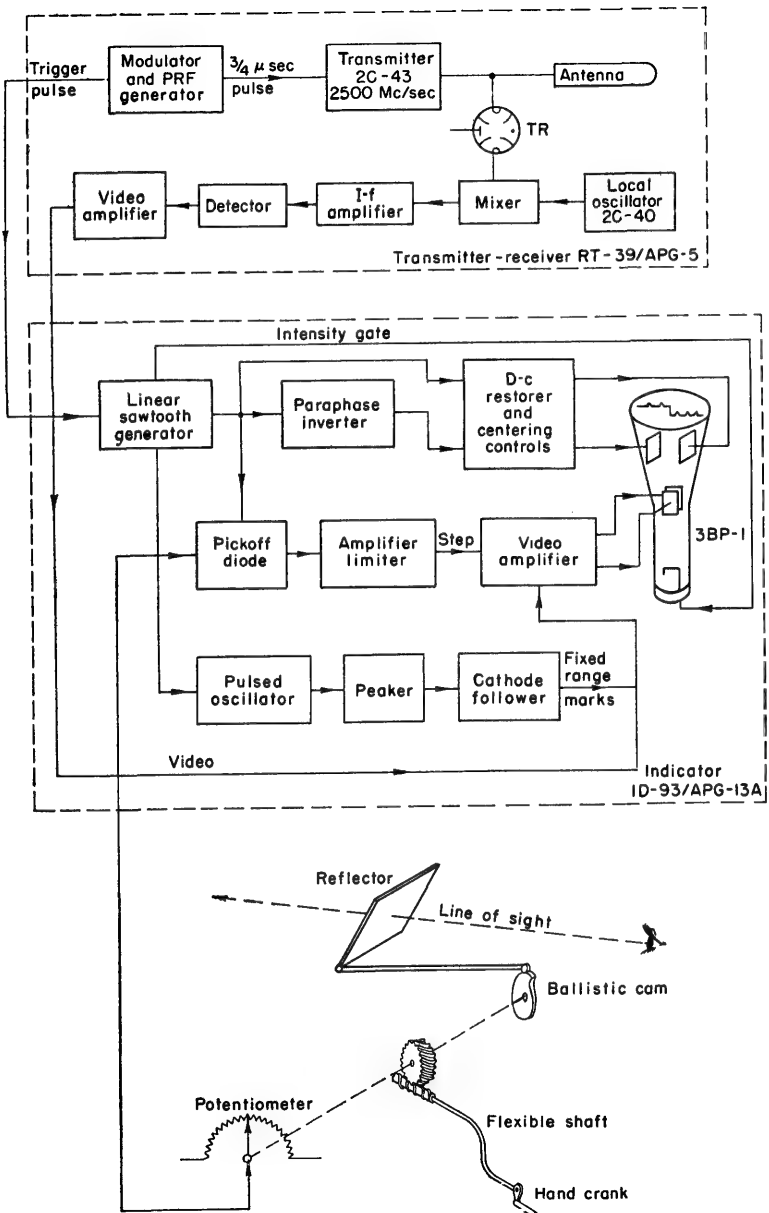 Trigger
pulse
Modulator
and PRF
generator
3/4 μ sec
pulse
Transmitter
2C-43
2500 Mc/sec
Antenna
TR
Video
amplifier
Detector
I-f
amplifier
Mixer
Local
oscillator
2C-40
Transmitter-receiver RT-39/APG-5
Intensity gate
Linear
sawtooth
generator
Paraphase
inverter
D-c
restorer
and
centering
controls
3BP-1
Pickoff
diode
Amplifier
limiter
Step
Video
amplifier
Pulsed
oscillator
Peaker
Cathode
follower
Fixed
range
marks
Video
Indicator
ID-93/APG-13A
Reflector
Line of sight
Ballistic cam
Potentiometer
Flexible shaft
Hand crank